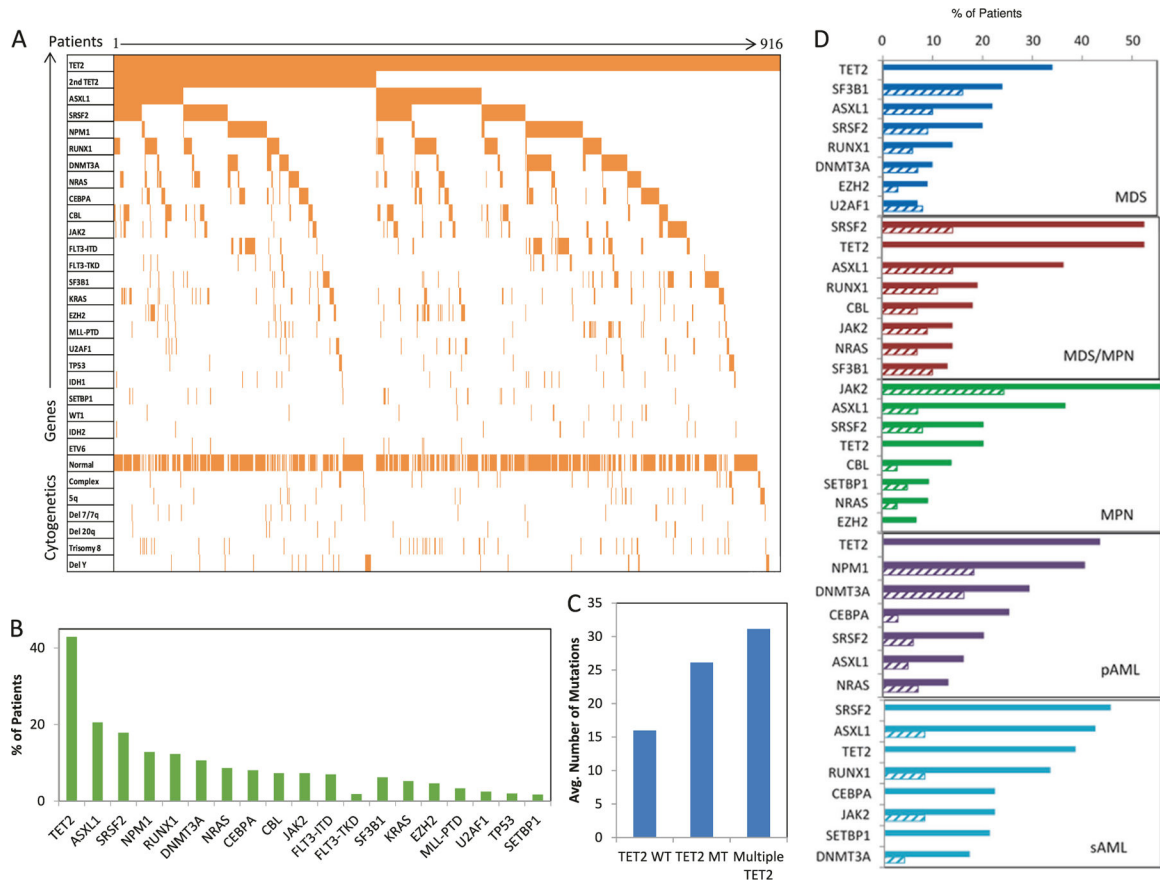 A
Patients 1 916
TET2
2nd TET2
ASXL1
SRSF2
NPM1
RUNX1
DNMT3A
NRAS
CEBPA
CBL
JAK2
FLT3-ITD
FLT3-TKD
SF3B1
KRAS
EZH2
MLL-PTD
U2AF1
TP53
IDH1
SETBP1
WT1
IDH2
ETV6
Normal
Complex
5q
Del 7/7q
Del 20q
Trisomy 8
Del Y
Genes
Cytogenetics
B
% of Patients
40
20
0
TET2
ASXL1
SRSF2
NPM1
RUNX1
DNMT3A
NRAS
CEBPA
CBL
JAK2
FLT3-ITD
FLT3-TKD
SF3B1
KRAS
EZH2
MLL-PTD
U2AF1
TP53
SETBP1
C
Avg. Number of Mutations
35
30
25
20
15
10
5
0
TET2 WT TET2 MT Multiple
TET2
D
% of Patients
0 10 20 30 40 50
TET2
SF3B1
ASXL1
SRSF2
RUNX1
DNMT3A
EZH2
U2AF1
MDS
SRSF2
TET2
ASXL1
RUNX1
CBL
JAK2
NRAS
SF3B1
MDS/MPN
JAK2
ASXL1
SRSF2
TET2
CBL
SETBP1
NRAS
EZH2
MPN
TET2
NPM1
DNMT3A
CEBPA
SRSF2
ASXL1
NRAS
pAML
SRSF2
ASXL1
TET2
RUNX1
CEBPA
JAK2
SETBP1
DNMT3A
sAML